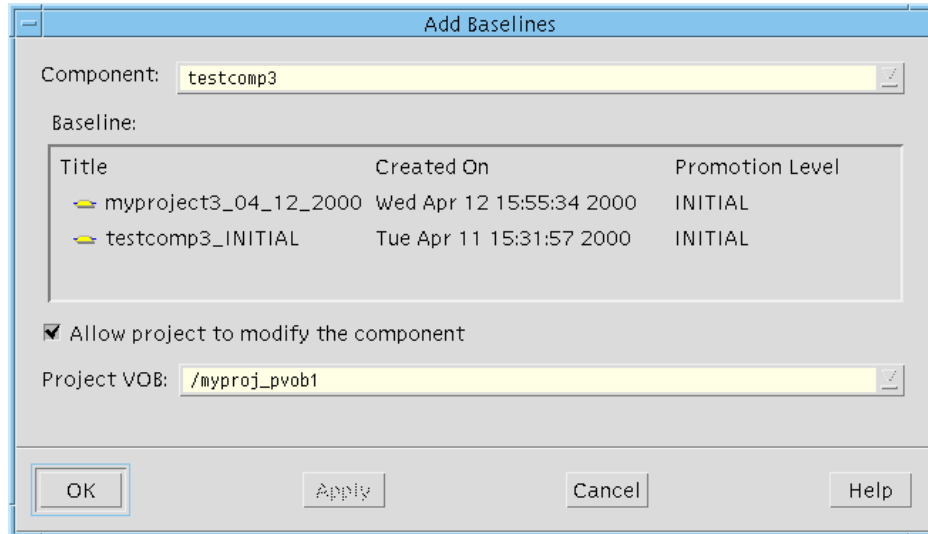 Add Baselines
Component: testcomp3
Baseline:
Title Created On Promotion Level
myproject3_04_12_2000 Wed Apr 12 15:55:34 2000 INITIAL
testcomp3_INITIAL Tue Apr 11 15:31:57 2000 INITIAL
Allow project to modify the component
Project VOB: /myproj_pvob1
OK Apply Cancel Help